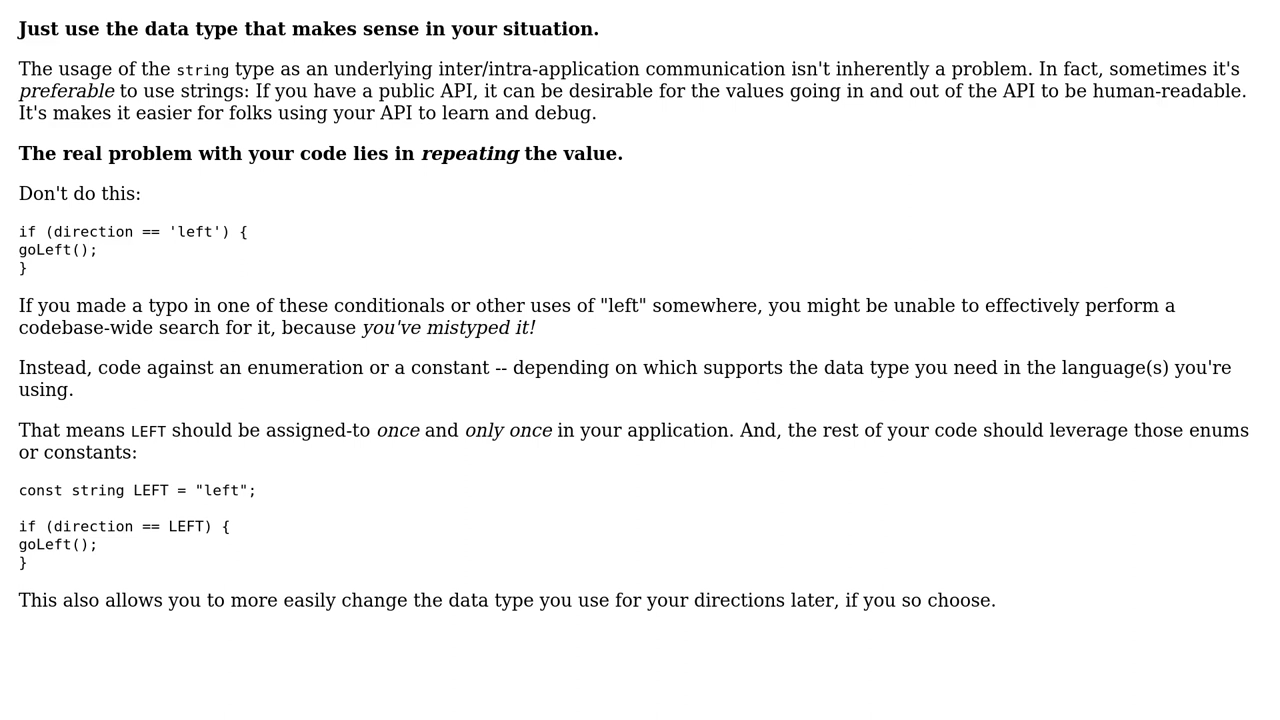 Just use the data type that makes sense in your situation.
The usage of the string type as an underlying inter/intra-application communication isn't inherently a problem. In fact, sometimes it's
preferable to use strings: If you have a public API, it can be desirable for the values going in and out of the API to be human-readable.
It's makes it easier for folks using your API to learn and debug.
The real problem with your code lies in repeating the value.
Don't do this:
if (direction == 'left') {
goLeft();
}
If you made a typo in one of these conditionals or other uses of "left" somewhere, you might be unable to effectively perform a
codebase-wide search for it, because you've mistyped it!
Instead, code against an enumeration or a constant -- depending on which supports the data type you need in the language(s) you're
using.
That means LEFT should be assigned-to once and only once in your application. And, the rest of your code should leverage those enums
or constants:
const string LEFT = "left";
if (direction == LEFT) {
goLeft();
}
This also allows you to more easily change the data type you use for your directions later, if you so choose.